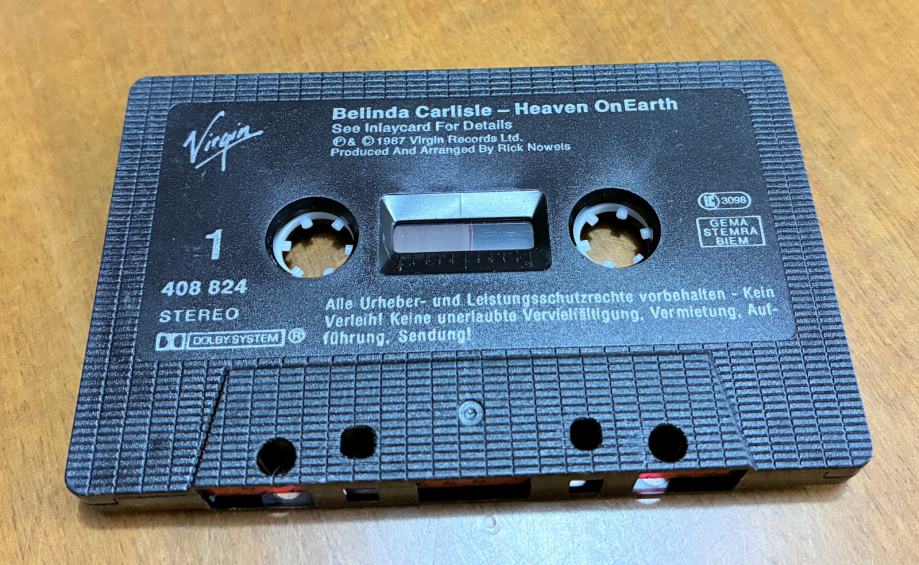 Virgin
Belinda Carlisle – Heaven OnEarth
See Inlaycard For Details
℗& ©1987 Virgin Records Ltd.
Produced And Arranged By Rick Nowels
1
LC 3098
GEMA
STEMRA
BIEM
408 824
STEREO
DOLBY SYSTEM ®
Alle Urheber- und Leistungsschutzrechte vorbehalten - Kein
Verleih! Keine unerlaubte Vervielfältigung, Vermietung, Auf-
führung, Sendung!